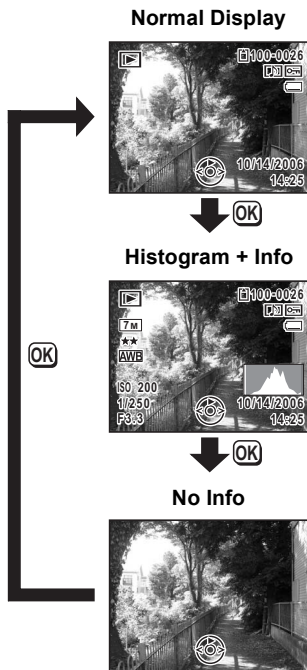 Normal Display
100-0026
10/14/2006
14:25
OK
Histogram + Info
100-0026
7M
AWB
ISO 200
1/250
F3.3
10/14/2006
14:25
OK
OK
No Info